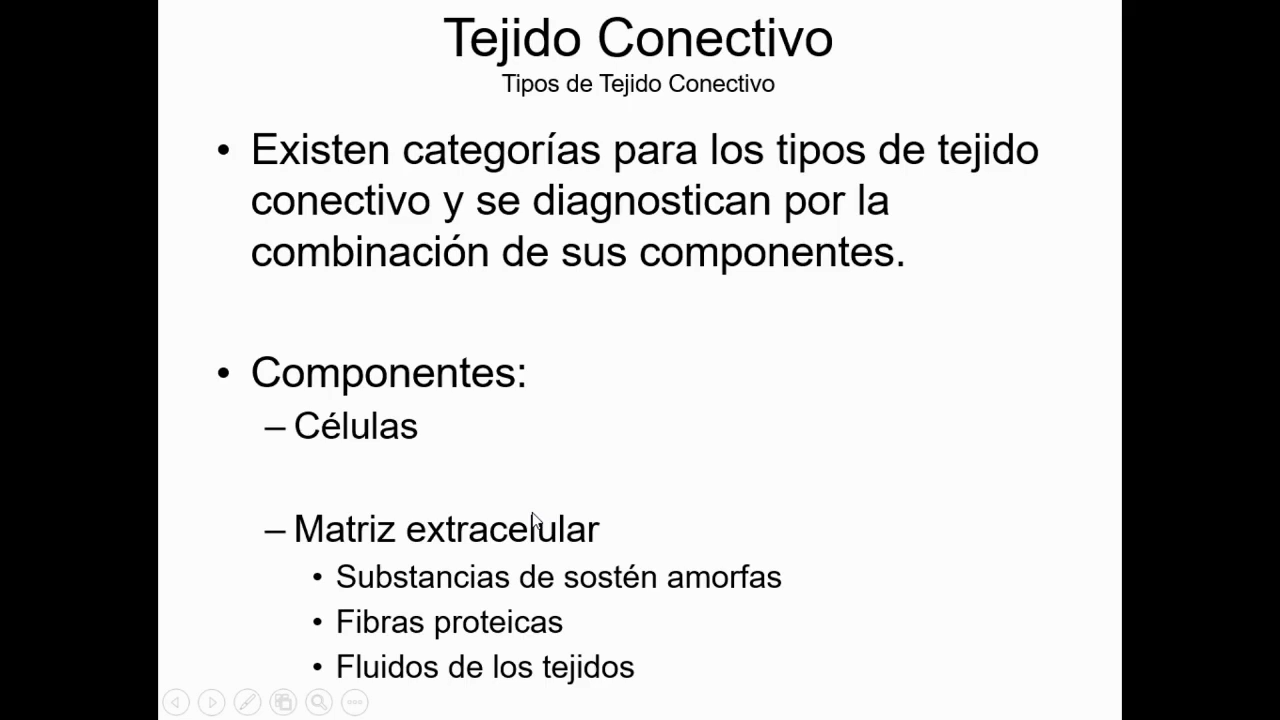 Tejido Conectivo
Tipos de Tejido Conectivo
• Existen categorías para los tipos de tejido
conectivo y se diagnostican por la
combinación de sus componentes.
• Componentes:
– Células
– Matriz extracelular
• Substancias de sostén amorfas
• Fibras proteicas
• Fluidos de los tejidos